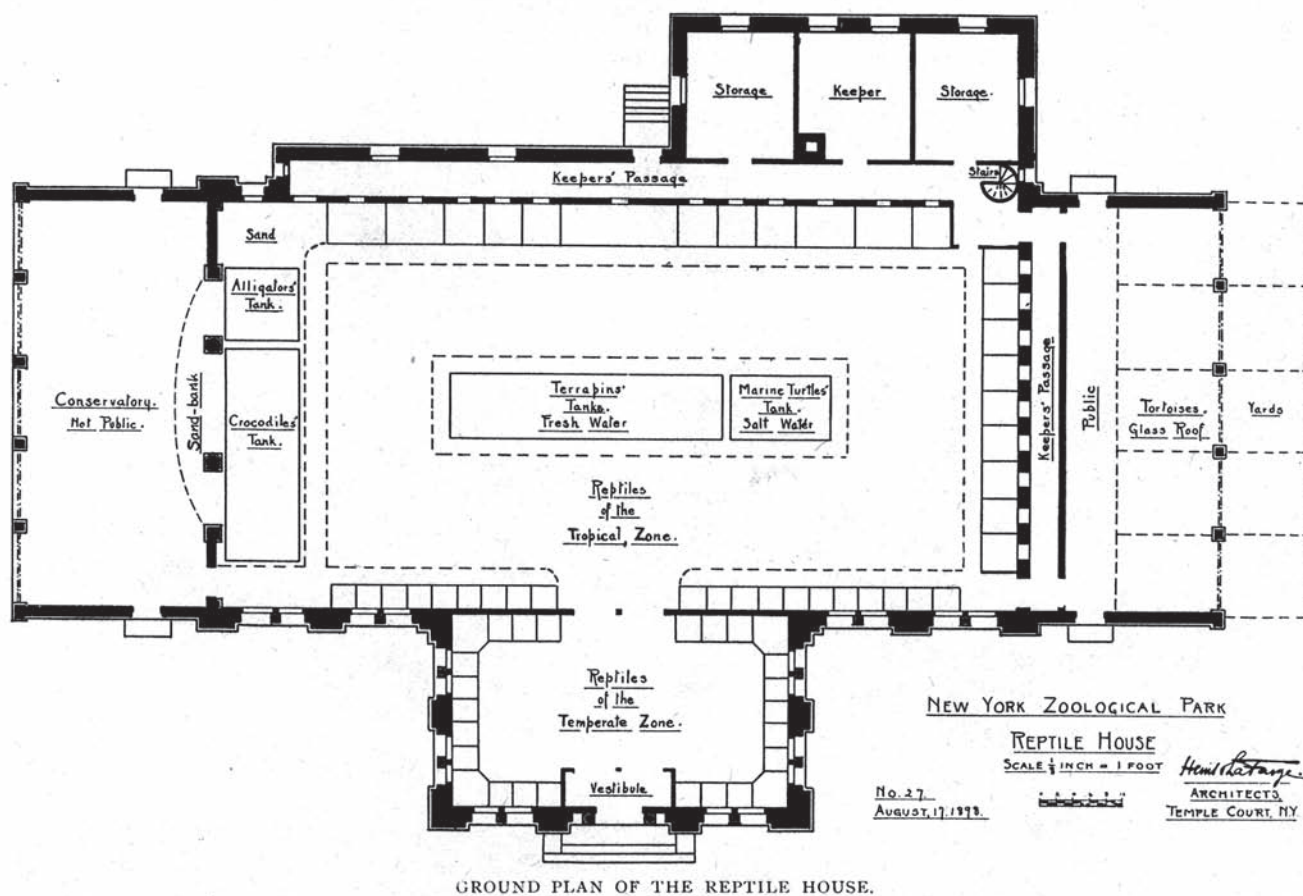 Storage
Keeper
Storage.
Keepers' Passage
Stairs
Sand
Alligators'
Tank.
Conservatory.
Not Public.
Sand-bank
Crocodiles'
Tank.
Terrapins'
Tanks.
Fresh Water
Marine Turtles'
Tank.
Salt Water
Keepers' Passage
Public
Tortoises.
Glass Roof
Yards
Reptiles
of the
Tropical, Zone.
Reptiles
of the
Temperate Zone.
Vestibule
NEW YORK ZOOLOGICAL PARK
REPTILE HOUSE
SCALE 1/8 INCH = 1 FOOT
Heins & La Farge.
ARCHITECTS,
TEMPLE COURT, N.Y.
No. 27.
AUGUST, 17. 1898.
GROUND PLAN OF THE REPTILE HOUSE.